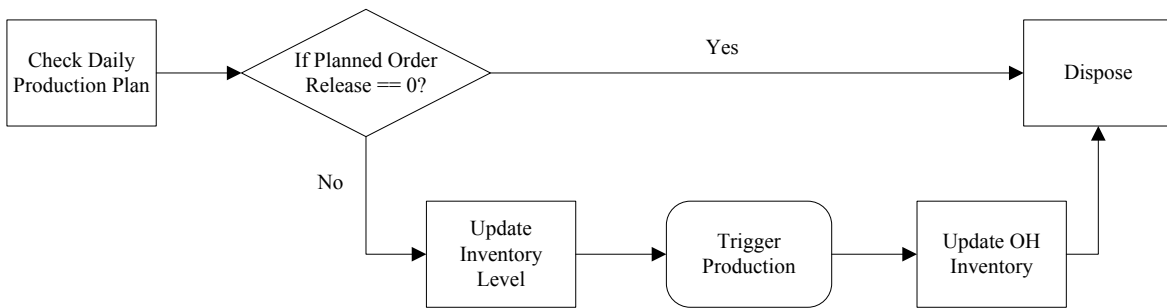 Check Daily
Production Plan
If Planned Order
Release == 0?
Yes
Dispose
No
Update
Inventory
Level
Trigger
Production
Update OH
Inventory